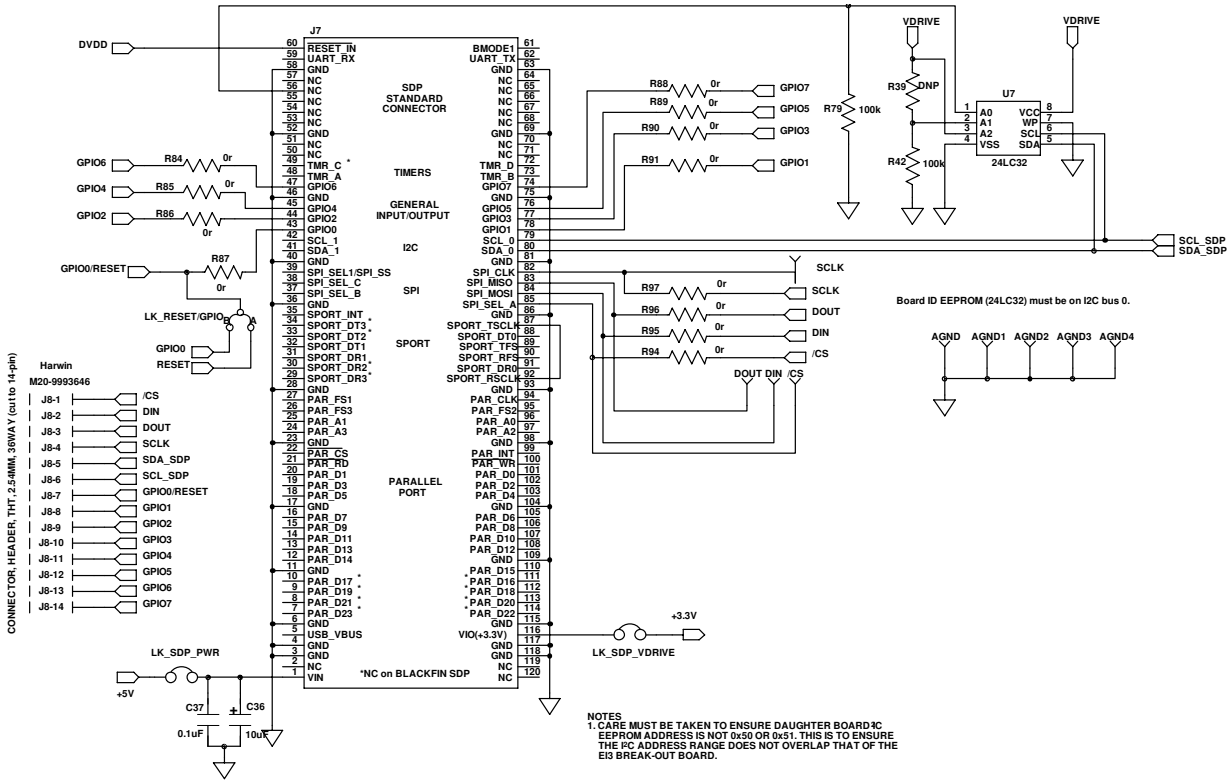 J7
DVDD
60 RESET_IN
59 UART_RX
58 GND
57 NC
56 NC
55 NC
54 NC
53 NC
52 GND
51 NC
50 NC
49 TMR_C *
48 TMR_A
47 GPIO6
46 GND
45 GPIO4
44 GPIO2
43 GPIO0
42 SCL_1
41 SDA_1
40 GND
39 SPI_SEL1/SPI_SS
38 SPI_SEL_C
37 SPI_SEL_B
36 GND
35 SPORT_INT
34 SPORT_DT3 *
33 SPORT_DT2 *
32 SPORT_DT1
31 SPORT_DR1
30 SPORT_DR2 *
29 SPORT_DR3 *
28 GND
27 PAR_FS1
26 PAR_FS3
25 PAR_A1
24 PAR_A3
23 GND
22 PAR_CS
21 PAR_RD
20 PAR_D1
19 PAR_D3
18 PAR_D5
17 GND
16 PAR_D7
15 PAR_D9
14 PAR_D11
13 PAR_D13
12 PAR_D14
11 GND
10 PAR_D17 *
9 PAR_D19 *
8 PAR_D21 *
7 PAR_D23 *
6 GND
5 USB_VBUS
4 GND
3 GND
2 NC
1 VIN
SDP
STANDARD
CONNECTOR
TIMERS
GENERAL
INPUT/OUTPUT
I2C
SPI
SPORT
PARALLEL
PORT
*NC on BLACKFIN SDP
BMODE1 61
UART_TX 62
GND 63
NC 64
NC 65
NC 66
NC 67
NC 68
GND 69
NC 70
NC 71
TMR_D 72
TMR_B 73
GPIO7 74
GND 75
GPIO5 76
GPIO3 77
GPIO1 78
SCL_0 79
SDA_0 80
GND 81
SPI_CLK 82
SPI_MISO 83
SPI_MOSI 84
SPI_SEL_A 85
GND 86
SPORT_TSCLK 87
SPORT_DT0 88
SPORT_TFS 89
SPORT_RFS 90
SPORT_DR0 91
SPORT_RSCLK 92
GND 93
PAR_CLK 94
PAR_FS2 95
PAR_A0 96
PAR_A2 97
GND 98
PAR_INT 99
PAR_WR 100
PAR_D0 101
PAR_D2 102
PAR_D4 103
GND 104
PAR_D6 105
PAR_D8 106
PAR_D10 107
PAR_D12 108
GND 109
PAR_D15 110
* PAR_D16 111
* PAR_D18 112
* PAR_D20 113
* PAR_D22 114
GND 115
VIO(+3.3V) 116
GND 117
GND 118
NC 119
NC 120
GPIO6 R84 0r
GPIO4 R85 0r
GPIO2 R86 0r
GPIO0/RESET R87 0r
LK_RESET/GPIO B A
GPIO0
RESET
R88 0r GPIO7
R89 0r GPIO5
R90 0r GPIO3
R91 0r GPIO1
SCLK
R97 0r SCLK
R96 0r DOUT
R95 0r DIN
R94 0r /CS
DOUT DIN /CS
R79 100k
VDRIVE
R39 DNP
R42 100k
VDRIVE
U7
1 A0 VCC 8
2 A1 WP 7
3 A2 SCL 6
4 VSS SDA 5
24LC32
SCL_SDP
SDA_SDP
Board ID EEPROM (24LC32) must be on I2C bus 0.
AGND AGND1 AGND2 AGND3 AGND4
CONNECTOR, HEADER, THT, 2.54MM, 36WAY (cut to 14-pin)
Harwin
M20-9993646
J8-1 /CS
J8-2 DIN
J8-3 DOUT
J8-4 SCLK
J8-5 SDA_SDP
J8-6 SCL_SDP
J8-7 GPIO0/RESET
J8-8 GPIO1
J8-9 GPIO2
J8-10 GPIO3
J8-11 GPIO4
J8-12 GPIO5
J8-13 GPIO6
J8-14 GPIO7
LK_SDP_PWR
+5V
C37 0.1uF
+ C36 10uF
+3.3V
LK_SDP_VDRIVE
NOTES
1. CARE MUST BE TAKEN TO ENSURE DAUGHTER BOARD I²C
EEPROM ADDRESS IS NOT 0x50 OR 0x51. THIS IS TO ENSURE
THE I²C ADDRESS RANGE DOES NOT OVERLAP THAT OF THE
EI3 BREAK-OUT BOARD.